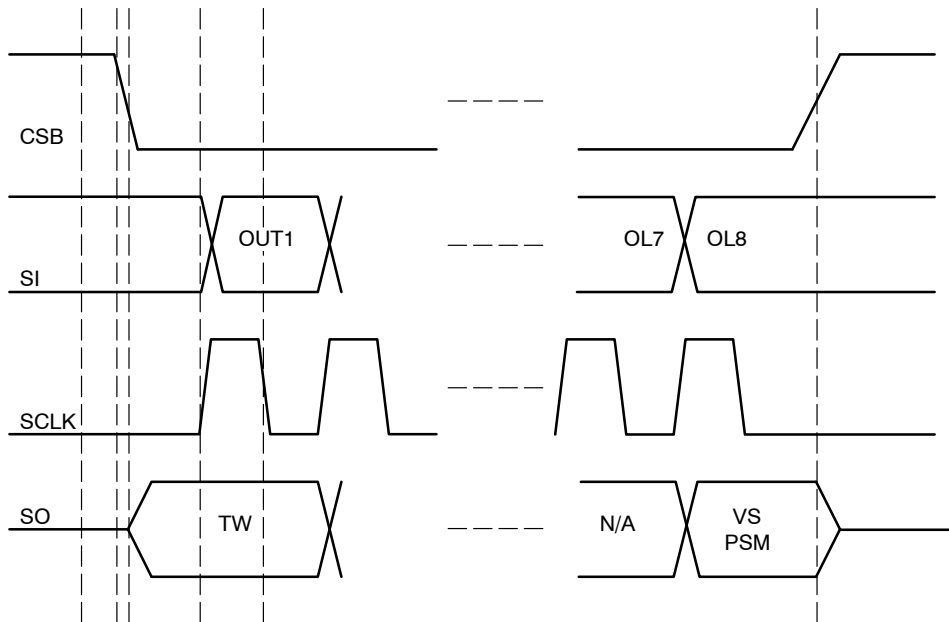 CSB
SI
OUT1
OL7
OL8
SCLK
SO
TW
N/A
VS
PSM